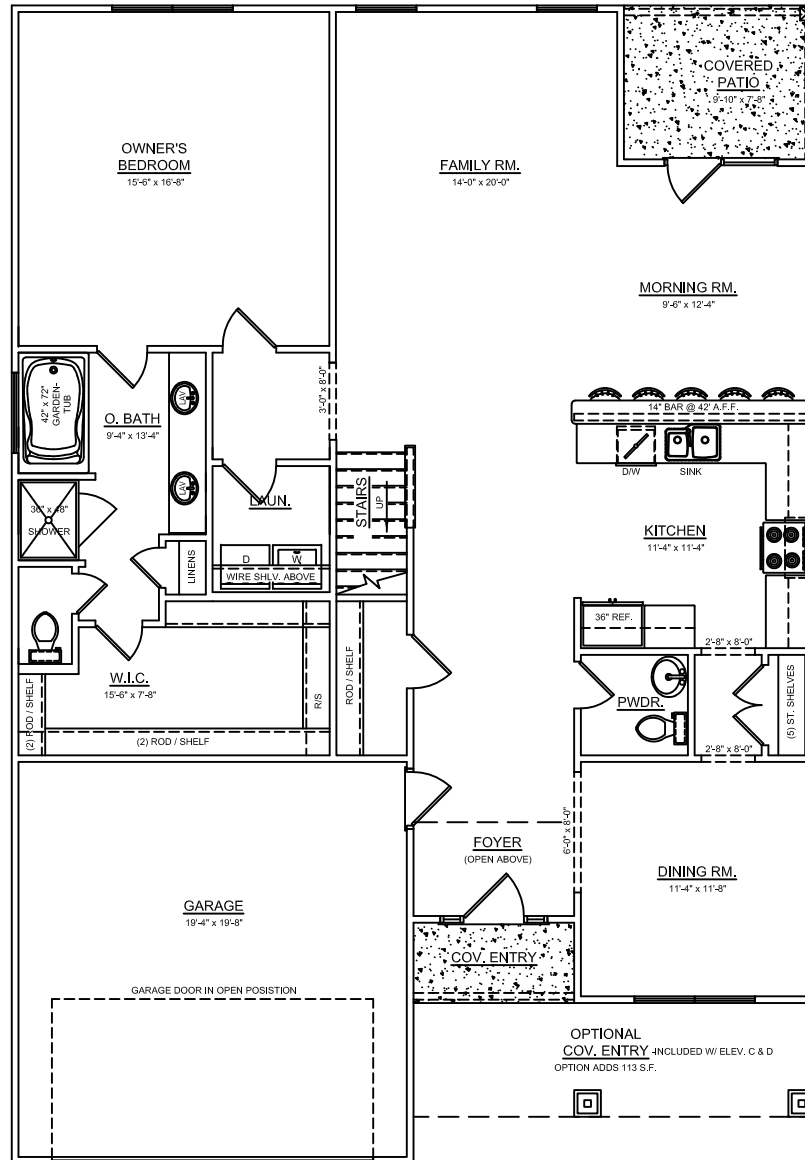 COVERED
PATIO
9'-10" x 7'-8"
OWNER'S
BEDROOM
15'-6" x 16'-8"
FAMILY RM.
14'-0" x 20'-0"
MORNING RM.
9'-6" x 12'-4"
42" x 72"
GARDEN-
TUB
LAV
O. BATH
9'-4" x 13'-4"
LAV
3'-0" x 8'-0"
14" BAR @ 42' A.F.F.
D/W
SINK
36" x 48"
SHOWER
LAUN.
STAIRS
UP
KITCHEN
11'-4" x 11'-4"
LINENS
D
W
WIRE SHLV. ABOVE
36" REF.
2'-8" x 8'-0"
W.I.C.
15'-6" x 7'-8"
(2) ROD / SHELF
R/S
ROD / SHELF
(2) ROD / SHELF
PWDR.
(5) ST. SHELVES
2'-8" x 8'-0"
FOYER
(OPEN ABOVE)
6'-0" x 8'-0"
DINING RM.
11'-4" x 11'-8"
GARAGE
19'-4" x 19'-8"
COV. ENTRY
GARAGE DOOR IN OPEN POSISTION
OPTIONAL
COV. ENTRY -INCLUDED W/ ELEV. C & D
OPTION ADDS 113 S.F.